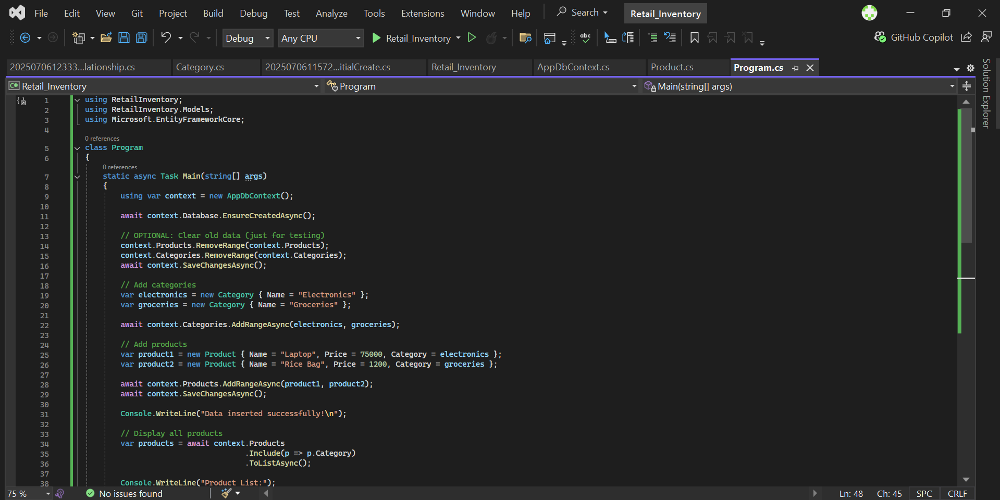 File Edit View Git Project Build Debug Test Analyze Tools Extensions Window Help Search Retail_Inventory
Debug Any CPU Retail_Inventory GitHub Copilot
2025070612333...lationship.cs Category.cs 2025070611572...itialCreate.cs Retail_Inventory AppDbContext.cs Product.cs Program.cs
C# Retail_Inventory Program Main(string[] args)
Solution Explorer
1 using RetailInventory;
2 using RetailInventory.Models;
3 using Microsoft.EntityFrameworkCore;
4
0 references
5 class Program
6 {
0 references
7 static async Task Main(string[] args)
8 {
9 using var context = new AppDbContext();
10
11 await context.Database.EnsureCreatedAsync();
12
13 // OPTIONAL: Clear old data (just for testing)
14 context.Products.RemoveRange(context.Products);
15 context.Categories.RemoveRange(context.Categories);
16 await context.SaveChangesAsync();
17
18 // Add categories
19 var electronics = new Category { Name = "Electronics" };
20 var groceries = new Category { Name = "Groceries" };
21
22 await context.Categories.AddRangeAsync(electronics, groceries);
23
24 // Add products
25 var product1 = new Product { Name = "Laptop", Price = 75000, Category = electronics };
26 var product2 = new Product { Name = "Rice Bag", Price = 1200, Category = groceries };
27
28 await context.Products.AddRangeAsync(product1, product2);
29 await context.SaveChangesAsync();
30
31 Console.WriteLine("Data inserted successfully!\n");
32
33 // Display all products
34 var products = await context.Products
35 .Include(p => p.Category)
36 .ToListAsync();
37
38 Console.WriteLine("Product List:");
75 % No issues found Ln: 48 Ch: 45 SPC CRLF